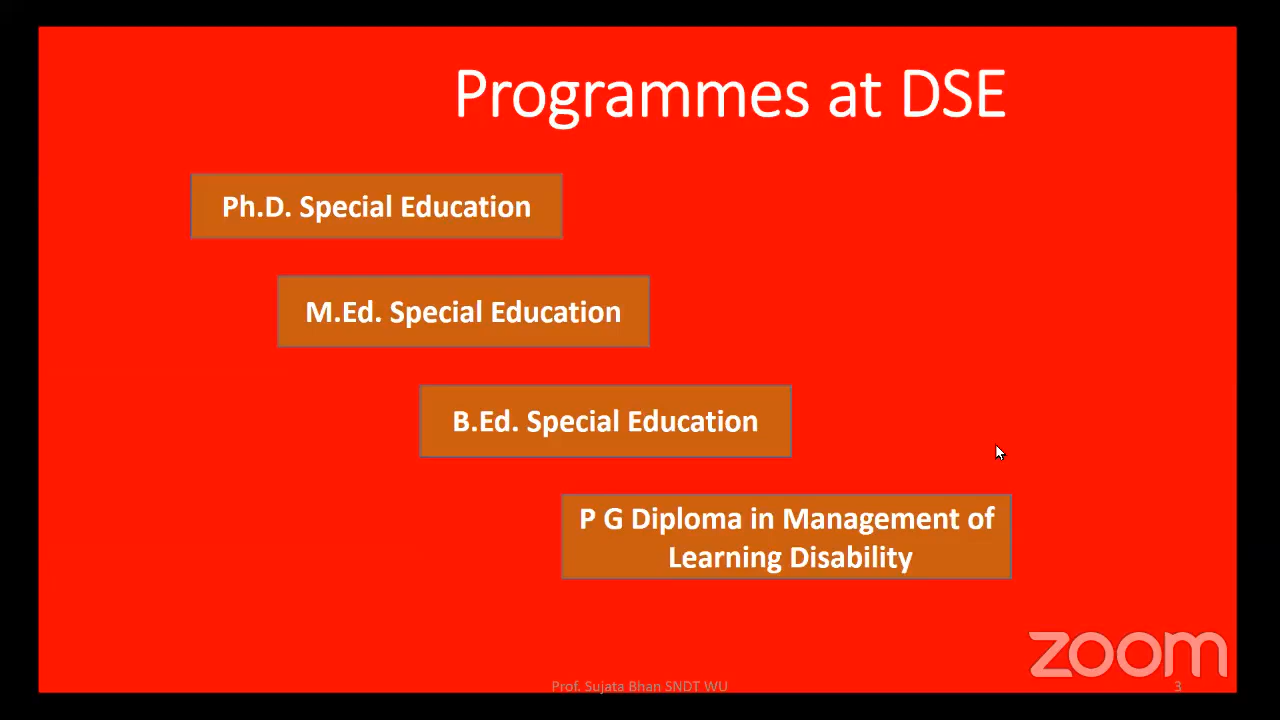 Programmes at DSE
Ph.D. Special Education
M.Ed. Special Education
B.Ed. Special Education
P G Diploma in Management of
Learning Disability
zoom
Prof. Sujata Bhan SNDT WU
3